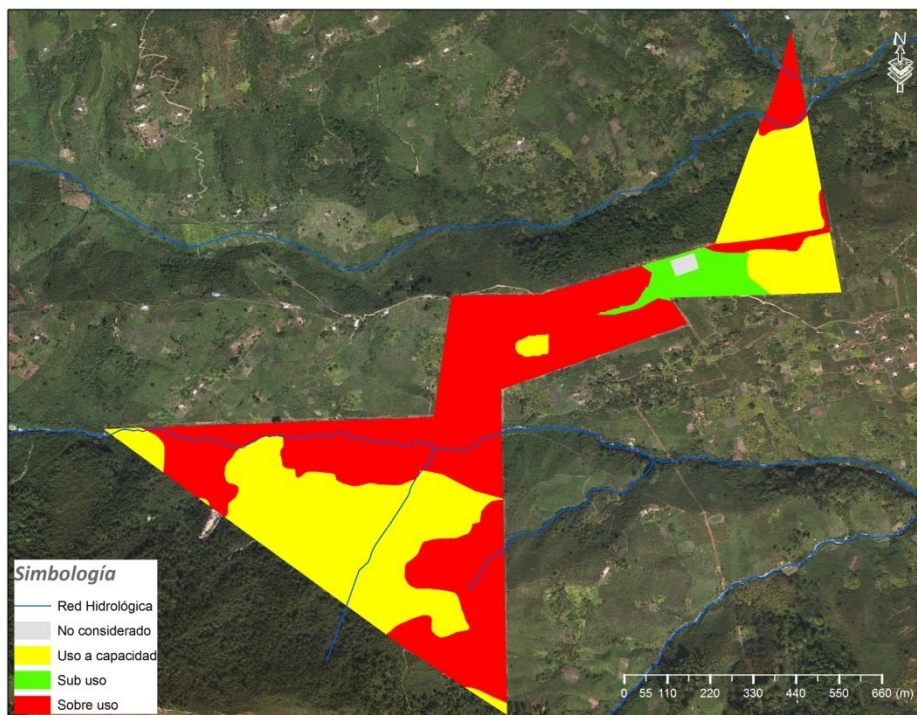 N
Simbología
Red Hidrológica
No considerado
Uso a capacidad
Sub uso
Sobre uso
0 55 110 220 330 440 550 660 (m)